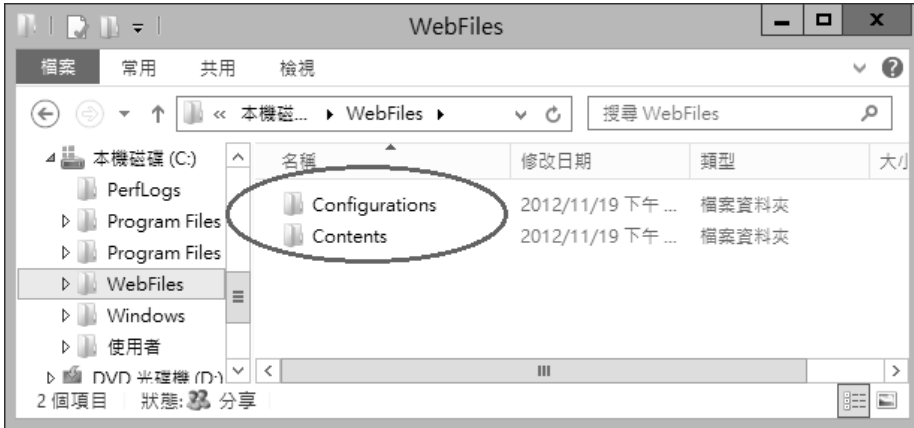 WebFiles
檔案 常用 共用 檢視
« 本機磁... ▸ WebFiles ▸ 搜尋 WebFiles
本機磁碟 (C:)
PerfLogs
Program Files
Program Files
WebFiles
Windows
使用者
DVD 光碟機 (D:)
名稱 修改日期 類型 大小
Configurations 2012/11/19 下午 ... 檔案資料夾
Contents 2012/11/19 下午 ... 檔案資料夾
2 個項目 狀態: 分享